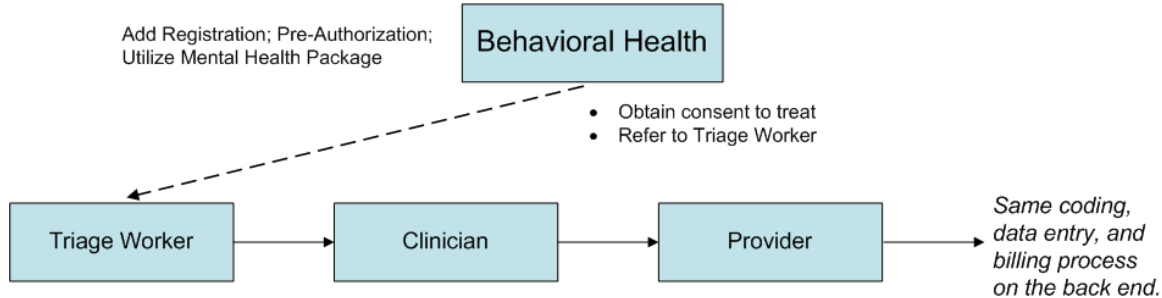 Add Registration; Pre-Authorization;
Utilize Mental Health Package
Behavioral Health
• Obtain consent to treat
• Refer to Triage Worker
Triage Worker
Clinician
Provider
Same coding,
data entry, and
billing process
on the back end.